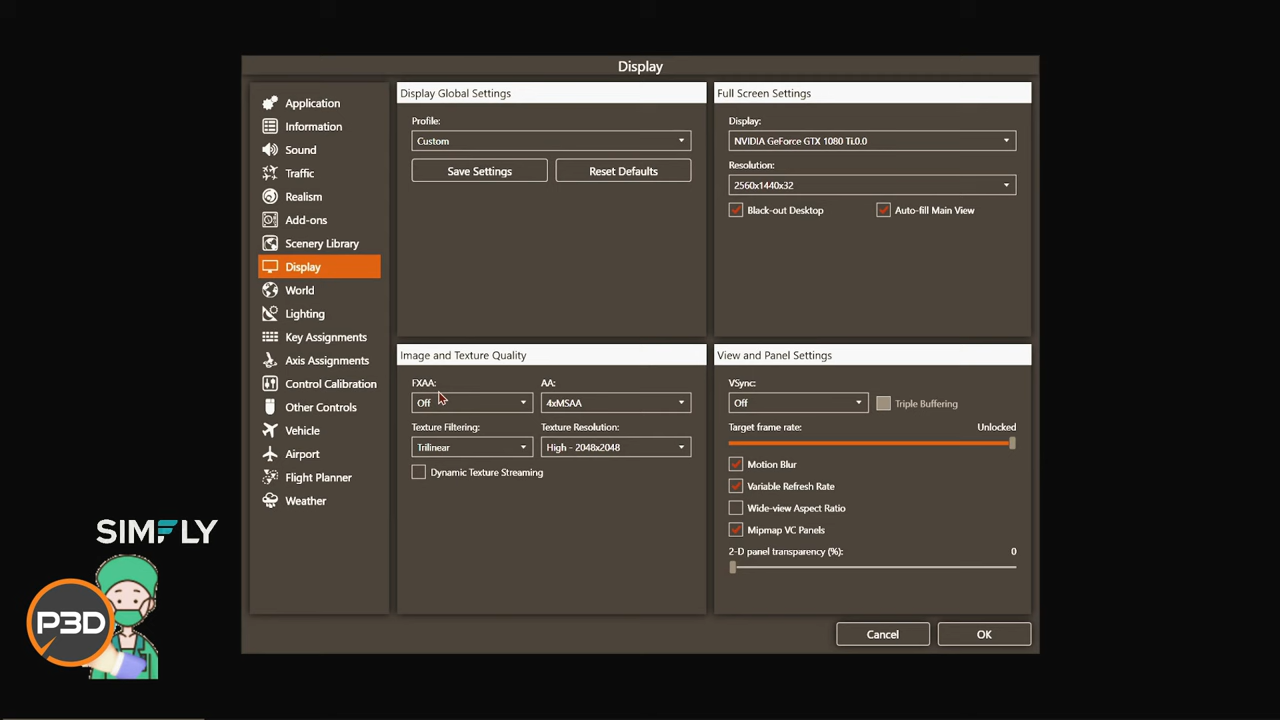 Display
Application
Information
Sound
Traffic
Realism
Add-ons
Scenery Library
Display
World
Lighting
Key Assignments
Axis Assignments
Control Calibration
Other Controls
Vehicle
Airport
Flight Planner
Weather
Display Global Settings
Profile:
Custom
Save Settings Reset Defaults
Full Screen Settings
Display:
NVIDIA GeForce GTX 1080 Ti.0.0
Resolution:
2560x1440x32
Black-out Desktop Auto-fill Main View
Image and Texture Quality
FXAA: AA:
Off 4xMSAA
Texture Filtering: Texture Resolution:
Trilinear High - 2048x2048
Dynamic Texture Streaming
View and Panel Settings
VSync:
Off Triple Buffering
Target frame rate: Unlocked
Motion Blur
Variable Refresh Rate
Wide-view Aspect Ratio
Mipmap VC Panels
2-D panel transparency (%): 0
Cancel OK
SIMFLY
P3D